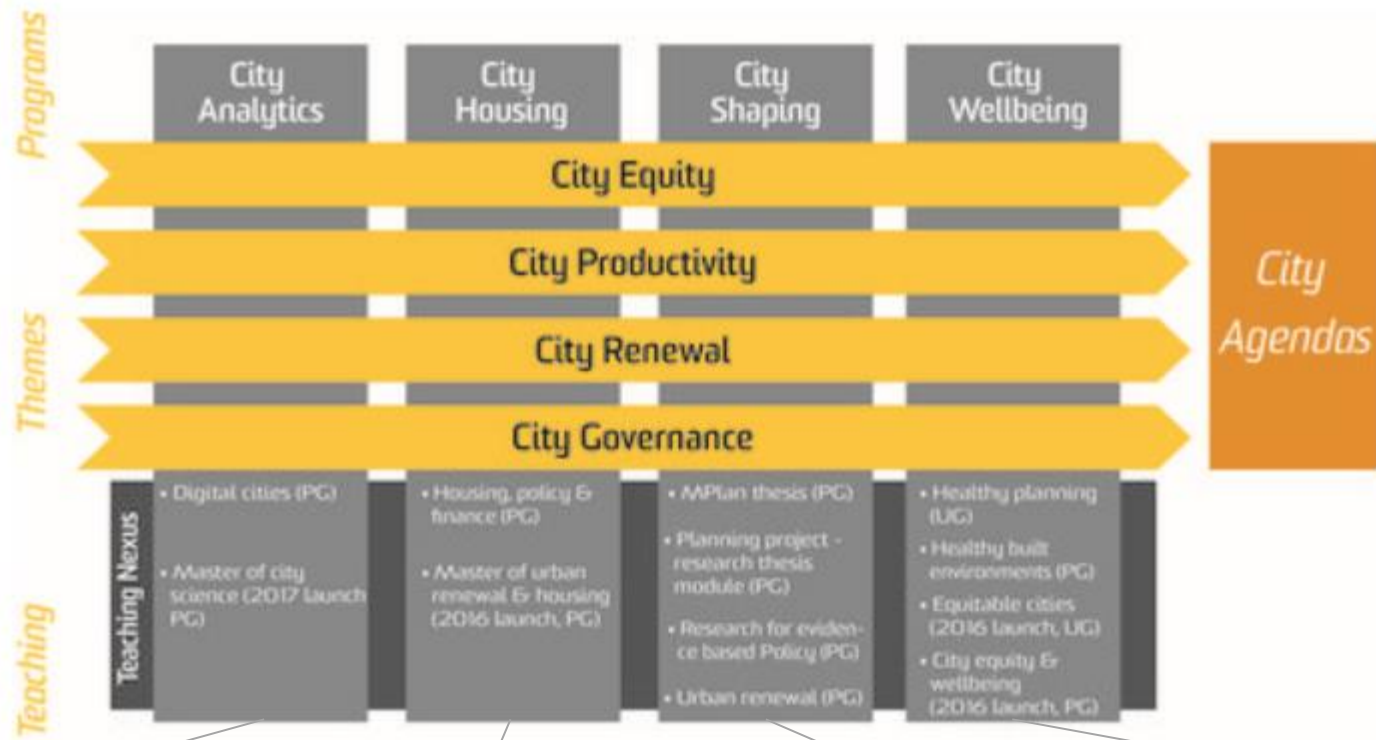 Programs
City
Analytics
City
Housing
City
Shaping
City
Wellbeing
City Equity
City Productivity
City Renewal
City Governance
City
Agendas
Themes
Teaching
Teaching Nexus
• Digital cities (PG)
• Master of city
science (2017 launch
PG)
• Housing, policy &
finance (PG)
• Master of urban
renewal & housing
(2016 launch, PG)
• MPlan thesis (PG)
• Planning project -
research thesis
module (PG)
• Research for eviden-
ce based Policy (PG)
• Urban renewal (PG)
• Healthy planning
(UG)
• Healthy built
environments (PG)
• Equitable cities
(2016 launch, UG)
• City equity &
wellbeing
(2016 launch, PG)